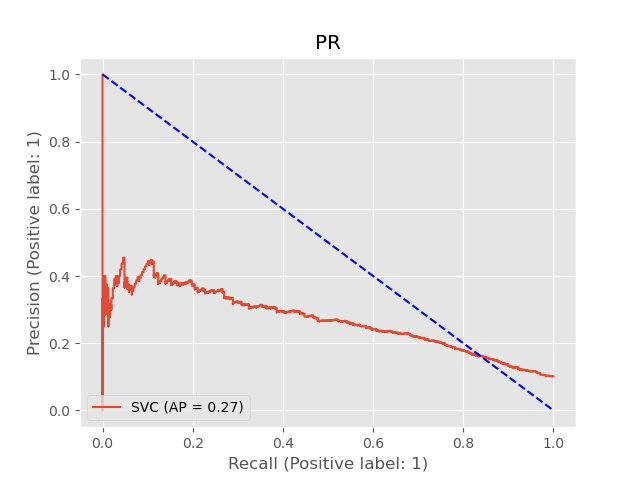 PR
Precision (Positive label: 1)
1.0
0.8
0.6
0.4
0.2
0.0
SVC (AP = 0.27)
0.0 0.2 0.4 0.6 0.8 1.0
Recall (Positive label: 1)